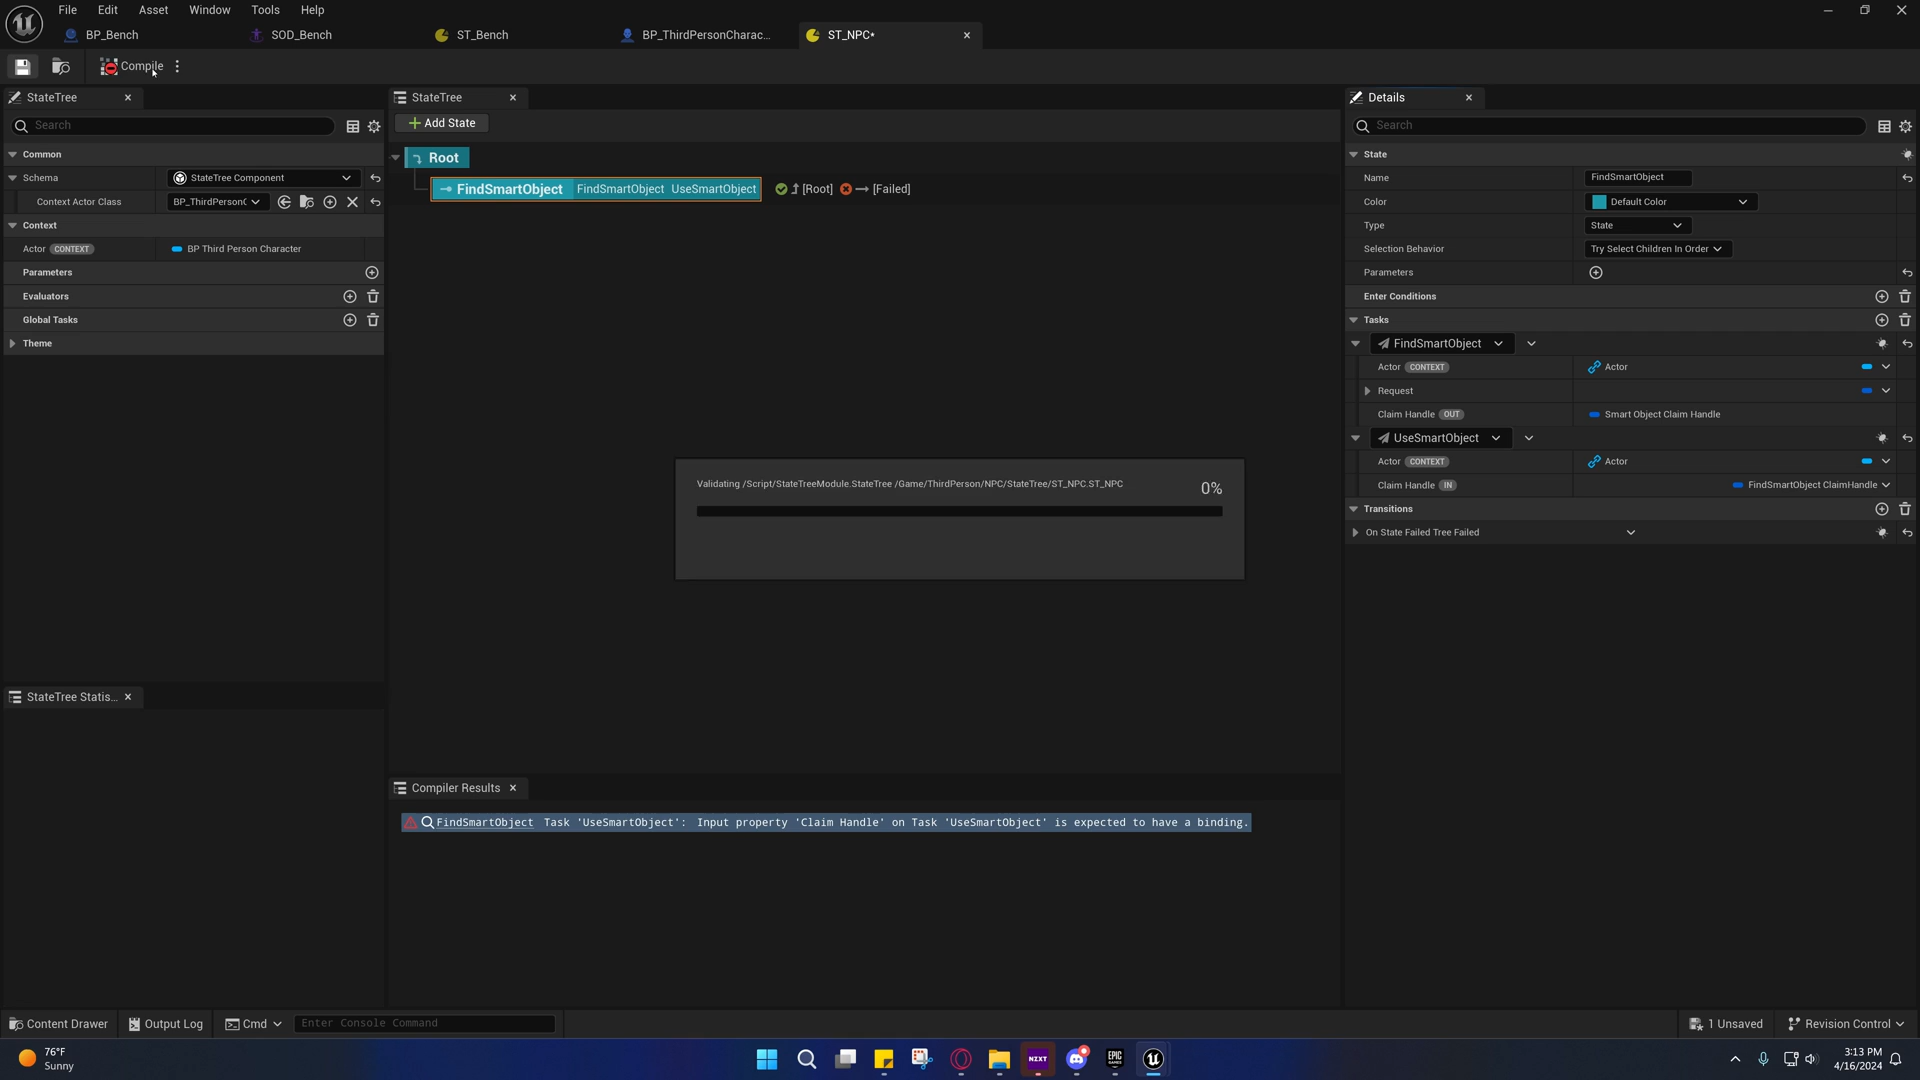 File Edit Asset Window Tools Help
BP_Bench SOD_Bench ST_Bench BP_ThirdPersonCharac... ST_NPC*
Compile
StateTree
Search
Common
Schema StateTree Component
Context Actor Class BP_ThirdPersonC
Context
Actor CONTEXT BP Third Person Character
Parameters
Evaluators
Global Tasks
Theme
StateTree Statis...
StateTree
Add State
Root
FindSmartObject FindSmartObject UseSmartObject [Root] [Failed]
Validating /Script/StateTreeModule.StateTree /Game/ThirdPerson/NPC/StateTree/ST_NPC.ST_NPC 0%
Compiler Results
FindSmartObject Task 'UseSmartObject': Input property 'Claim Handle' on Task 'UseSmartObject' is expected to have a binding.
Details
Search
State
Name FindSmartObject
Color Default Color
Type State
Selection Behavior Try Select Children In Order
Parameters
Enter Conditions
Tasks
FindSmartObject
Actor CONTEXT Actor
Request
Claim Handle OUT Smart Object Claim Handle
UseSmartObject
Actor CONTEXT Actor
Claim Handle IN FindSmartObject ClaimHandle
Transitions
On State Failed Tree Failed
Content Drawer Output Log Cmd Enter Console Command 1 Unsaved Revision Control
76°F
Sunny
NZXT
EPIC GAMES
3:13 PM
4/16/2024